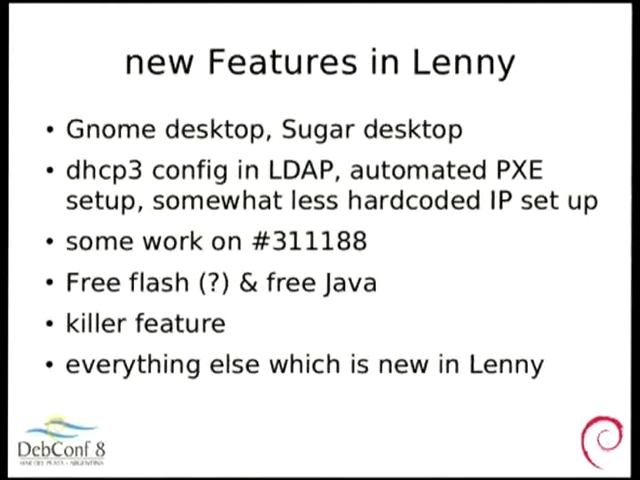 new Features in Lenny
• Gnome desktop, Sugar desktop
• dhcp3 config in LDAP, automated PXE
setup, somewhat less hardcoded IP set up
• some work on #311188
• Free flash (?) & free Java
• killer feature
• everything else which is new in Lenny
DebConf 8
MAR DEL PLATA - ARGENTINA